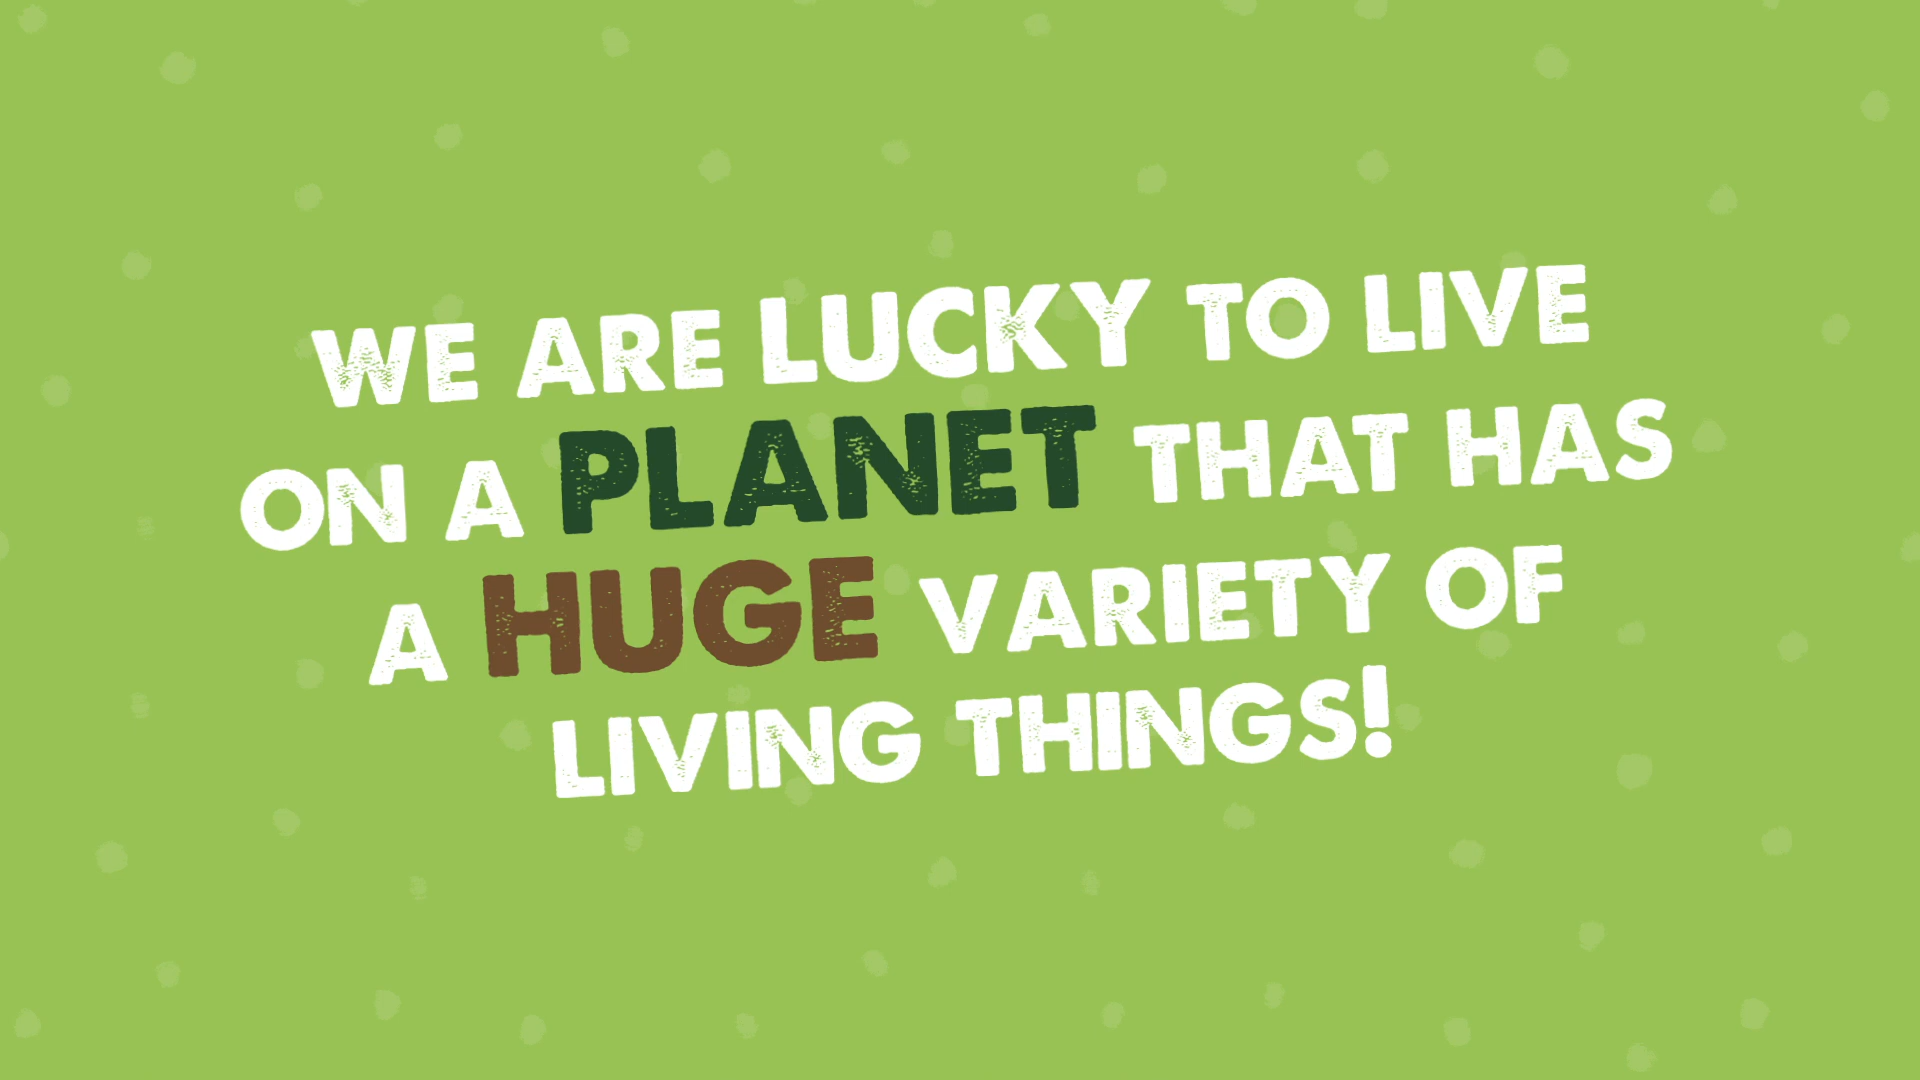 WE ARE LUCKY TO LIVE
ON A PLANET THAT HAS
A HUGE VARIETY OF
LIVING THINGS!